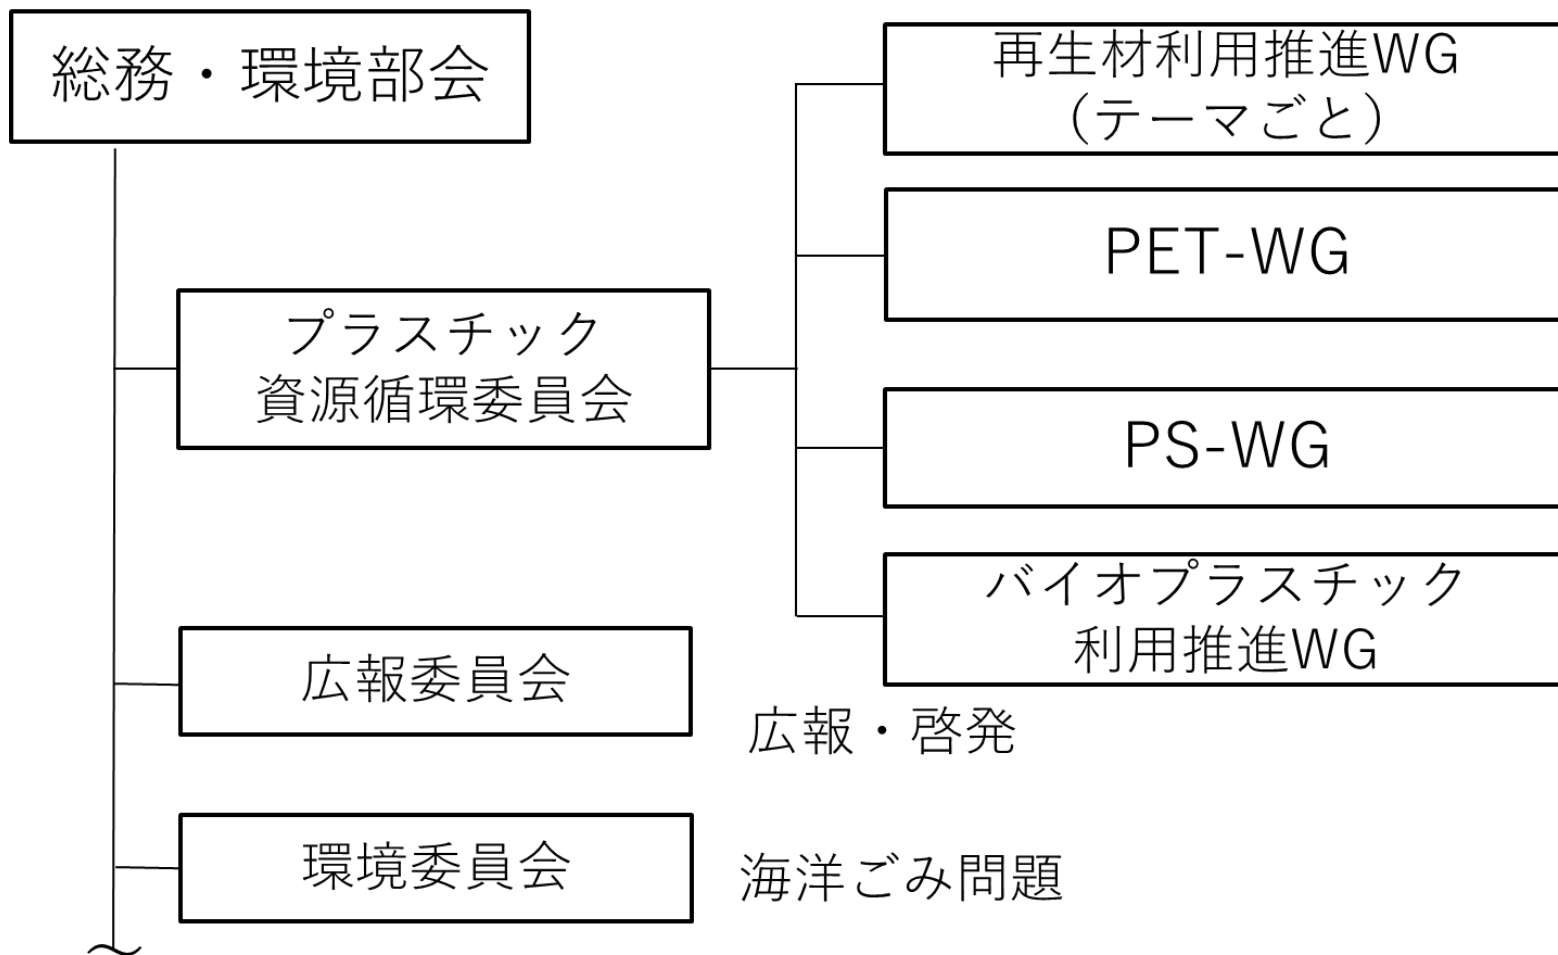 総務・環境部会
再生材利用推進WG
（テーマごと）
PET-WG
プラスチック
資源循環委員会
PS-WG
バイオプラスチック
利用推進WG
広報委員会
広報・啓発
環境委員会
海洋ごみ問題